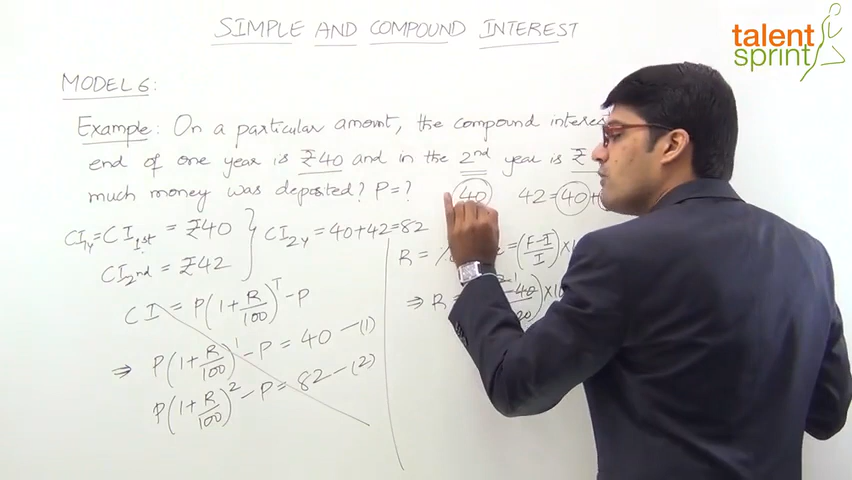 SIMPLE AND COMPOUND INTEREST
talent
sprint
MODEL 6:
Example: On a particular amount, the compound
end of one year is ₹40 and in the 2nd year is ₹
much money was deposited? P=?
40 42=40+
CI1y=CI1st = ₹40
CI2nd = ₹42
CI2y = 40+42=82
CI = P(1+R/100)^T -P
⇒ P(1+R/100)^1 -P = 40 —(1)
P(1+R/100)^2 -P = 82 —(2)
R = =(F-I/I)×1
⇒ R